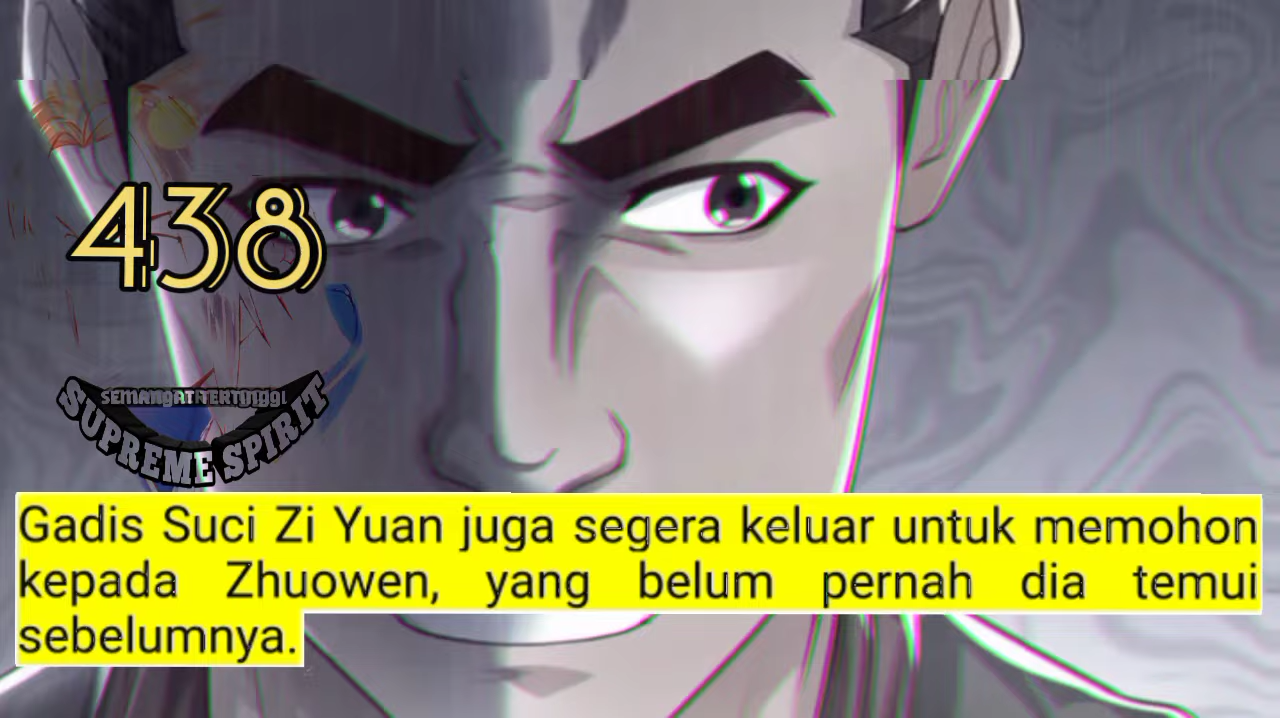 438
SEMANGAT TERTINGGI
SUPREME SPIRIT
Gadis Suci Zi Yuan juga segera keluar untuk memohon
kepada Zhuowen, yang belum pernah dia temui
sebelumnya.